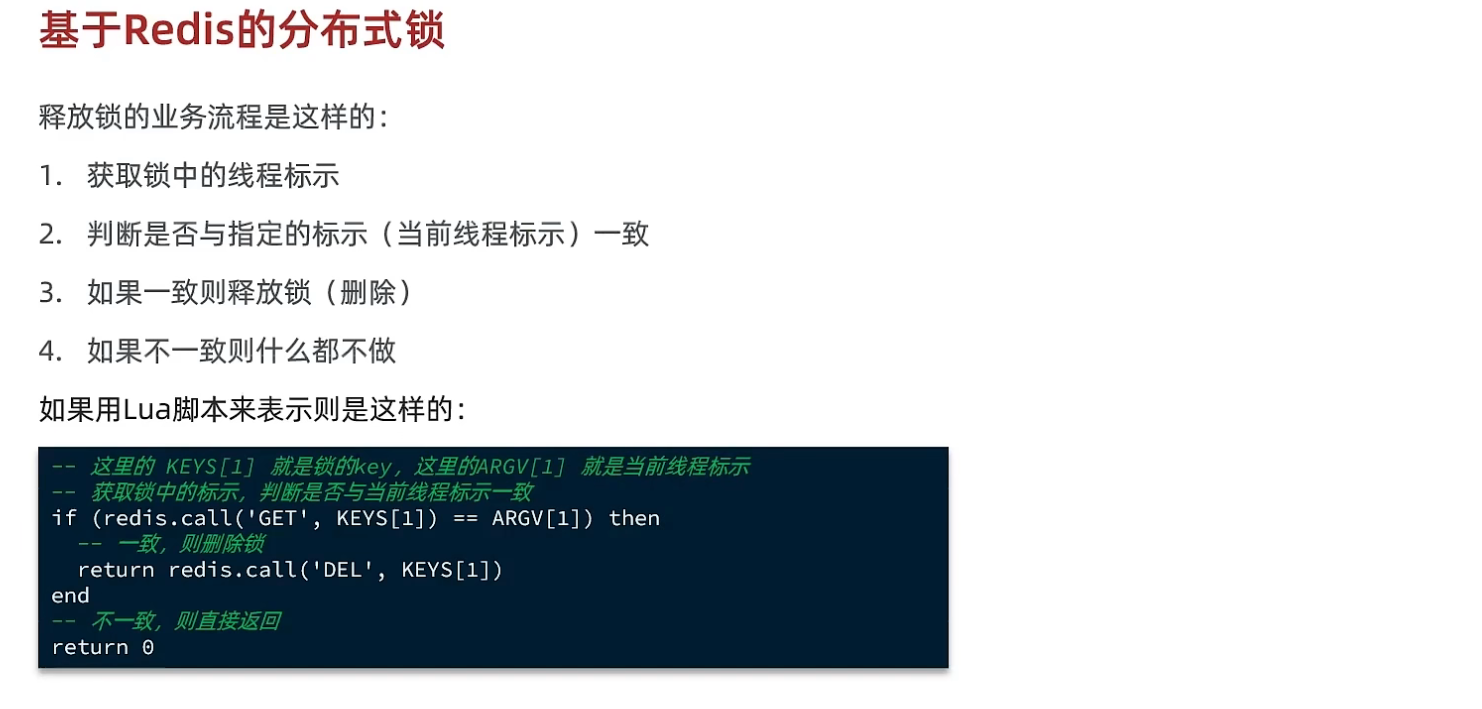 基于Redis的分布式锁
释放锁的业务流程是这样的：
1. 获取锁中的线程标示
2. 判断是否与指定的标示（当前线程标示）一致
3. 如果一致则释放锁（删除）
4. 如果不一致则什么都不做
如果用Lua脚本来表示则是这样的：
-- 这里的 KEYS[1] 就是锁的key，这里的ARGV[1] 就是当前线程标示
-- 获取锁中的标示，判断是否与当前线程标示一致
if (redis.call('GET', KEYS[1]) == ARGV[1]) then
  -- 一致，则删除锁
  return redis.call('DEL', KEYS[1])
end
-- 不一致，则直接返回
return 0